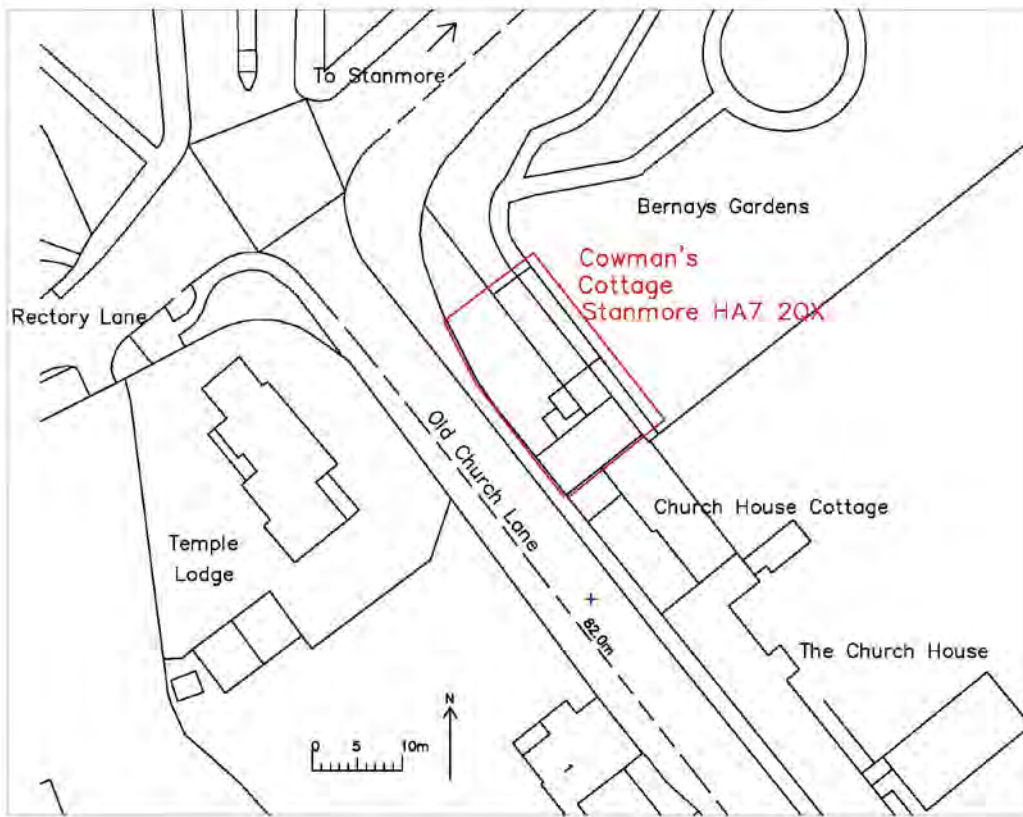 To Stanmore
Bernays Gardens
Cowman's
Cottage
Stanmore HA7 2QX
Rectory Lane
Old Church Lane
Church House Cottage
Temple
Lodge
82.0m
The Church House
N
0 5 10m
1